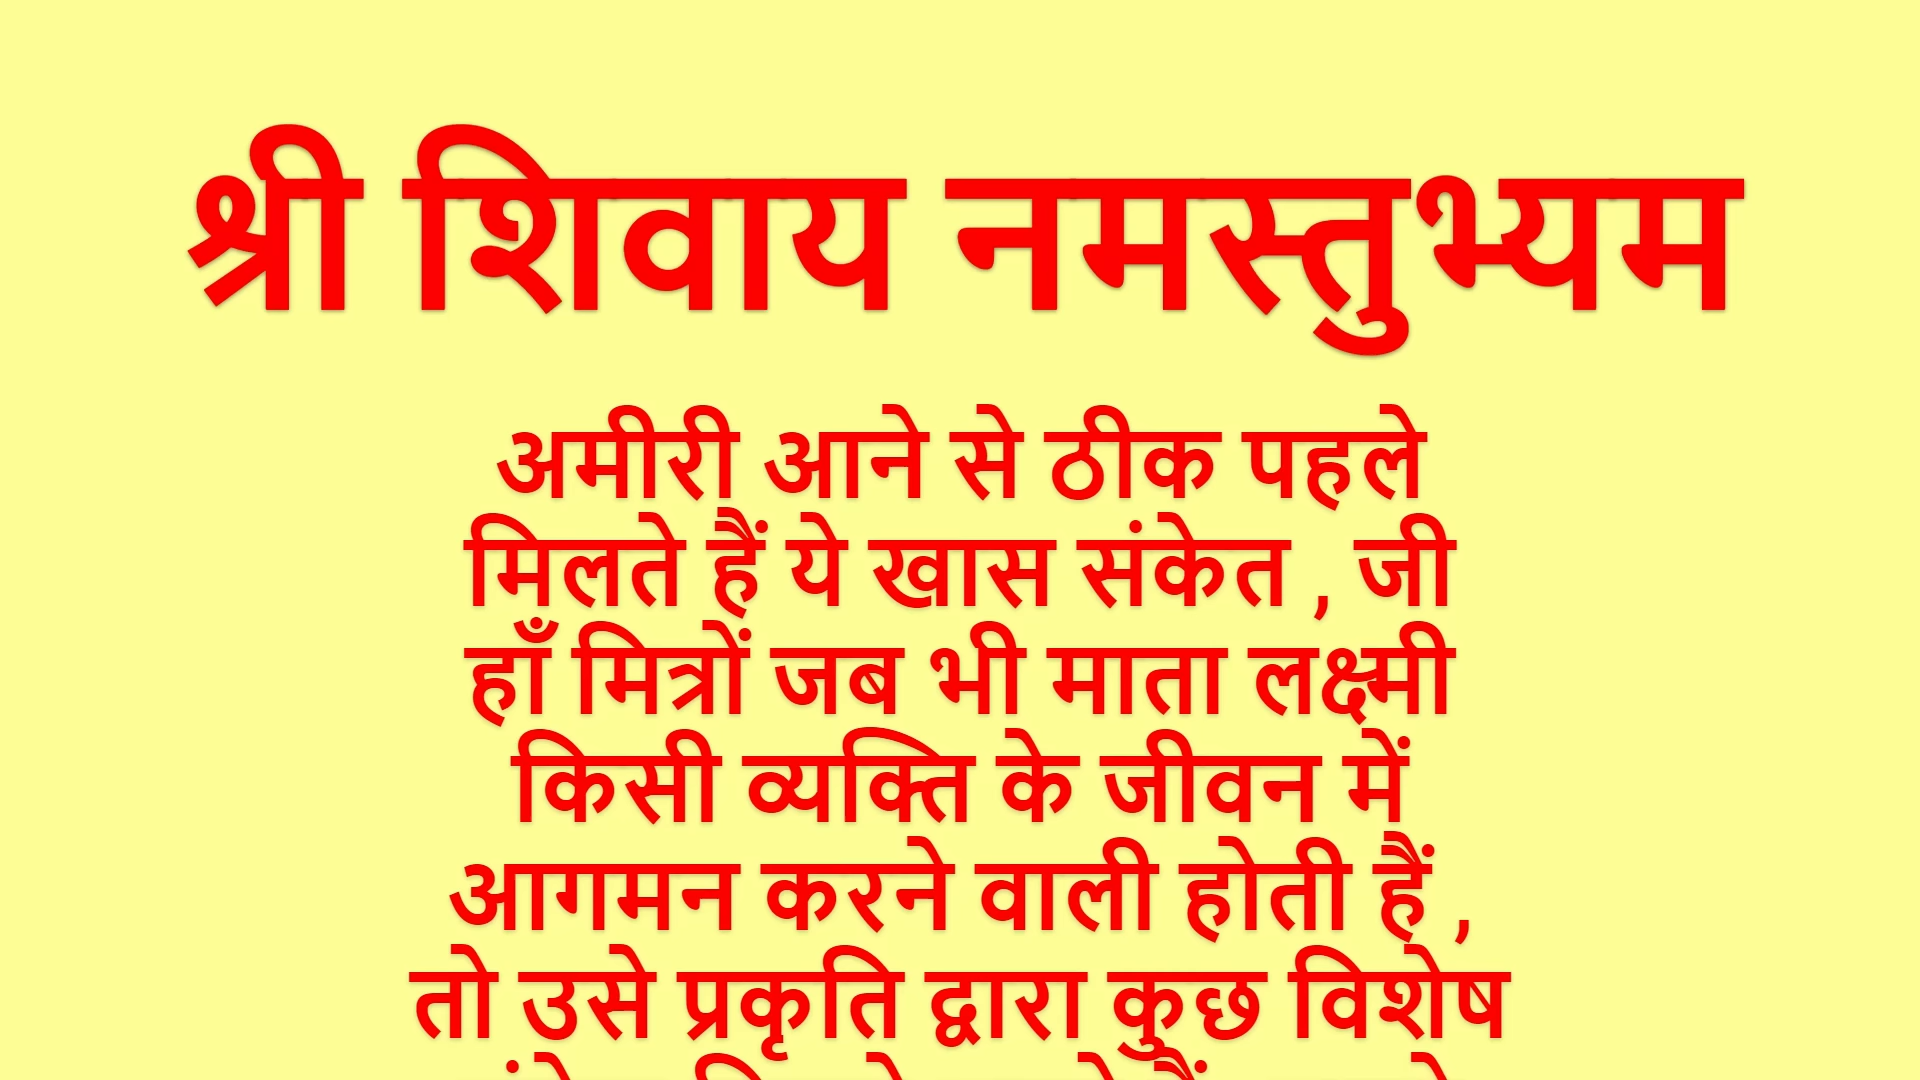 श्री शिवाय नमस्तुभ्यम
अमीरी आने से ठीक पहले
मिलते हैं ये खास संकेत , जी
हाँ मित्रों जब भी माता लक्ष्मी
किसी व्यक्ति के जीवन में
आगमन करने वाली होती हैं ,
तो उसे प्रकृति द्वारा कुछ विशेष